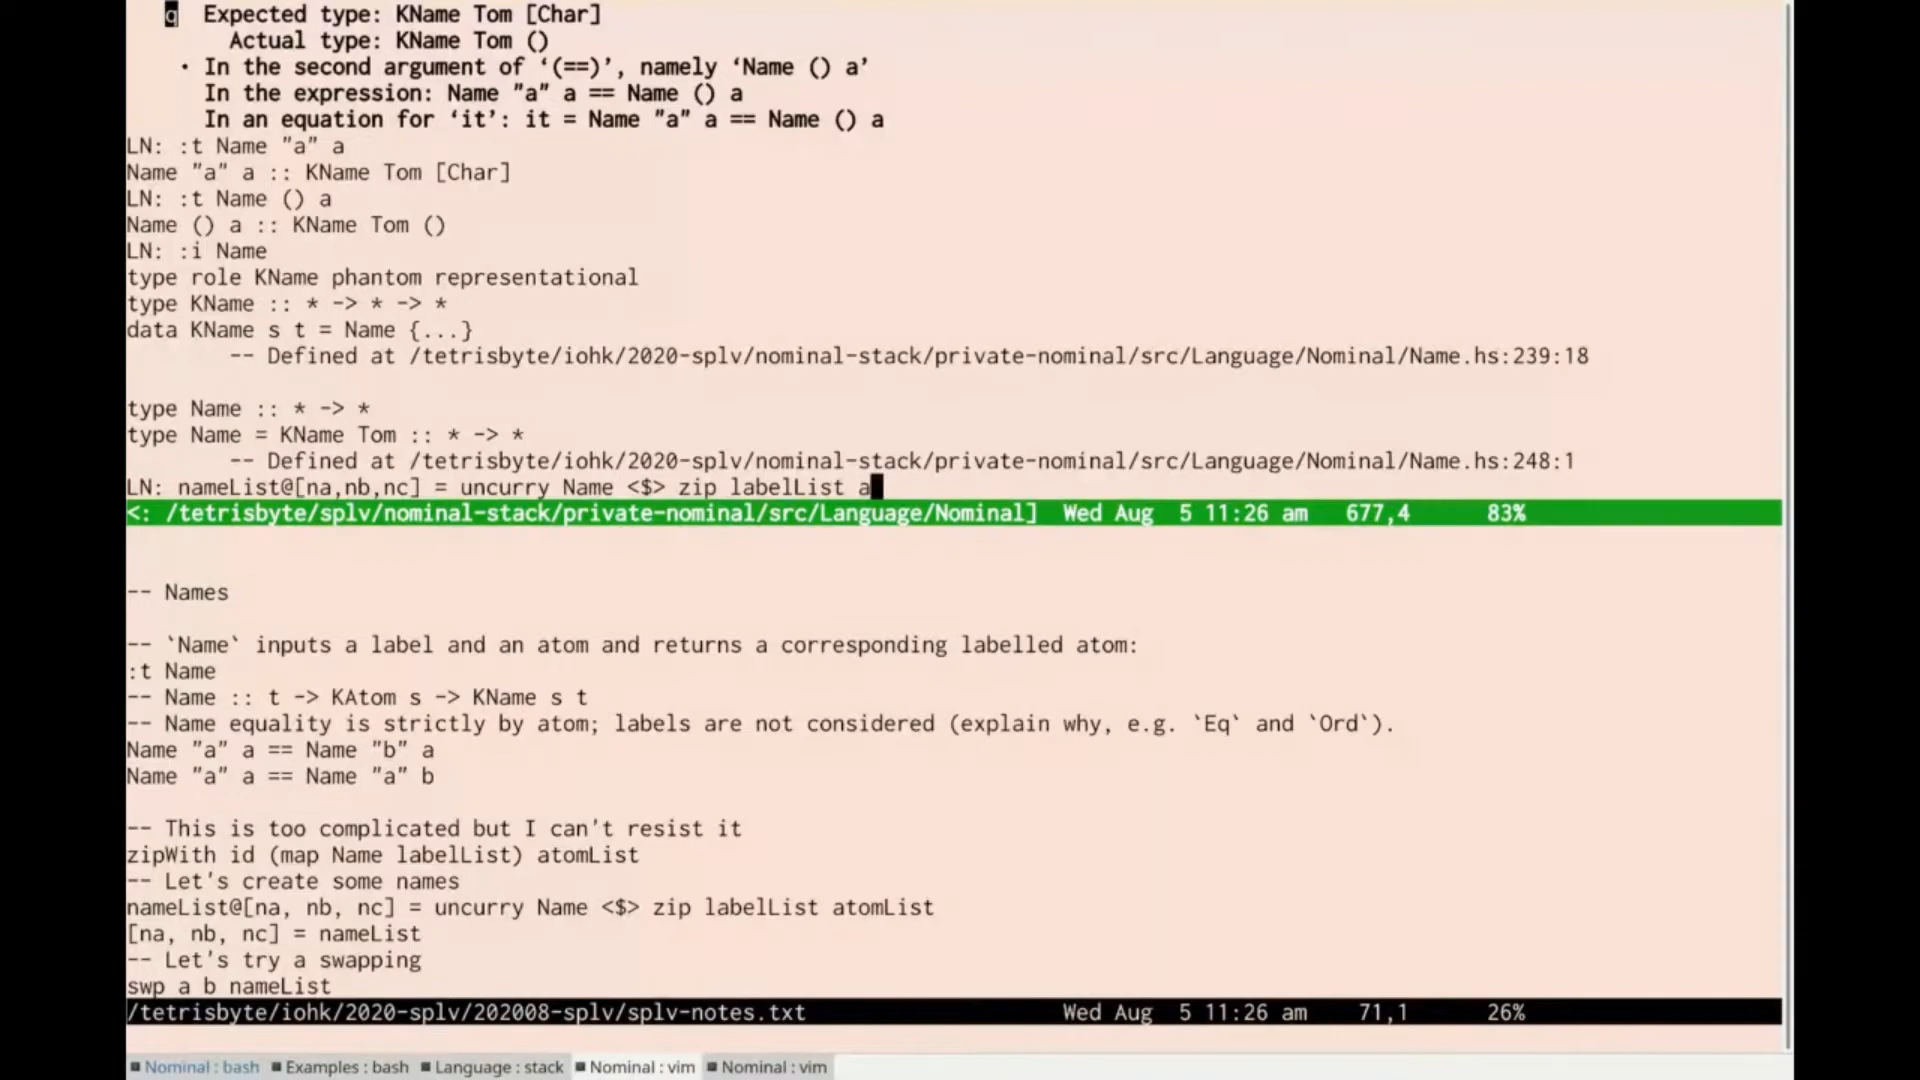 q  Expected type: KName Tom [Char]
Actual type: KName Tom ()
• In the second argument of ‘(==)’, namely ‘Name () a’
In the expression: Name "a" a == Name () a
In an equation for ‘it’: it = Name "a" a == Name () a
LN: :t Name "a" a
Name "a" a :: KName Tom [Char]
LN: :t Name () a
Name () a :: KName Tom ()
LN: :i Name
type role KName phantom representational
type KName :: * -> * -> *
data KName s t = Name {...}
-- Defined at /tetrisbyte/iohk/2020-splv/nominal-stack/private-nominal/src/Language/Nominal/Name.hs:239:18
type Name :: * -> *
type Name = KName Tom :: * -> *
-- Defined at /tetrisbyte/iohk/2020-splv/nominal-stack/private-nominal/src/Language/Nominal/Name.hs:248:1
LN: nameList@[na,nb,nc] = uncurry Name <$> zip labelList a
<: /tetrisbyte/splv/nominal-stack/private-nominal/src/Language/Nominal]  Wed Aug  5 11:26 am   677,4      83%
-- Names
-- `Name` inputs a label and an atom and returns a corresponding labelled atom:
:t Name
-- Name :: t -> KAtom s -> KName s t
-- Name equality is strictly by atom; labels are not considered (explain why, e.g. `Eq` and `Ord`).
Name "a" a == Name "b" a
Name "a" a == Name "a" b
-- This is too complicated but I can't resist it
zipWith id (map Name labelList) atomList
-- Let's create some names
nameList@[na, nb, nc] = uncurry Name <$> zip labelList atomList
[na, nb, nc] = nameList
-- Let's try a swapping
swp a b nameList
/tetrisbyte/iohk/2020-splv/202008-splv/splv-notes.txt  Wed Aug  5 11:26 am    71,1      26%
Nominal : bash  Examples : bash  Language : stack  Nominal : vim  Nominal : vim